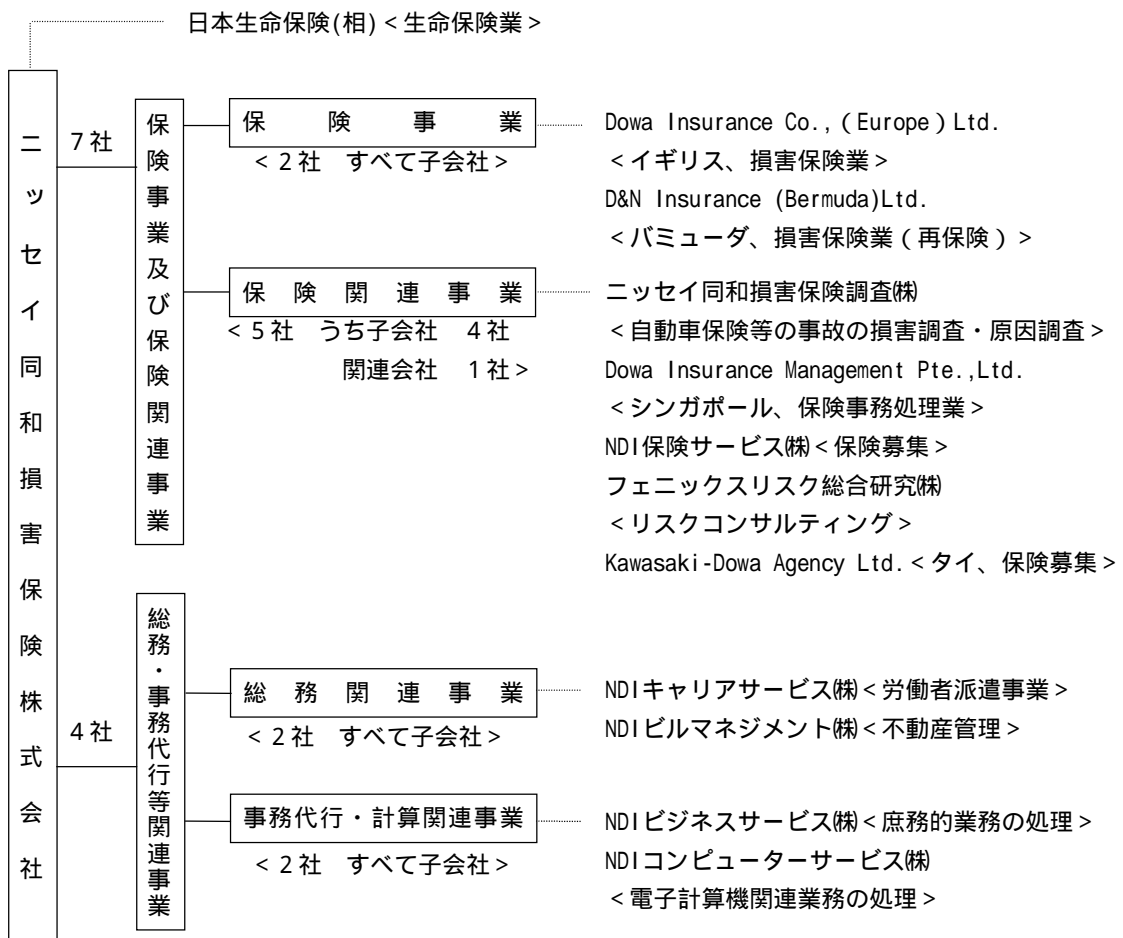 日本生命保険(相)<生命保険業>
ニッセイ同和損害保険株式会社
7社
保険事業及び保険関連事業
保険事業
<2社 すべて子会社>
Dowa Insurance Co.,(Europe)Ltd.
<イギリス、損害保険業>
D&N Insurance (Bermuda)Ltd.
<バミューダ、損害保険業(再保険)>
保険関連事業
<5社 うち子会社 4社
関連会社 1社>
ニッセイ同和損害保険調査㈱
<自動車保険等の事故の損害調査・原因調査>
Dowa Insurance Management Pte.,Ltd.
<シンガポール、保険事務処理業>
NDI保険サービス㈱<保険募集>
フェニックスリスク総合研究㈱
<リスクコンサルティング>
Kawasaki-Dowa Agency Ltd.<タイ、保険募集>
4社
総務・事務代行等関連事業
総務関連事業
<2社 すべて子会社>
NDIキャリアサービス㈱<労働者派遣事業>
NDIビルマネジメント㈱<不動産管理>
事務代行・計算関連事業
<2社 すべて子会社>
NDIビジネスサービス㈱<庶務的業務の処理>
NDIコンピューターサービス㈱
<電子計算機関連業務の処理>